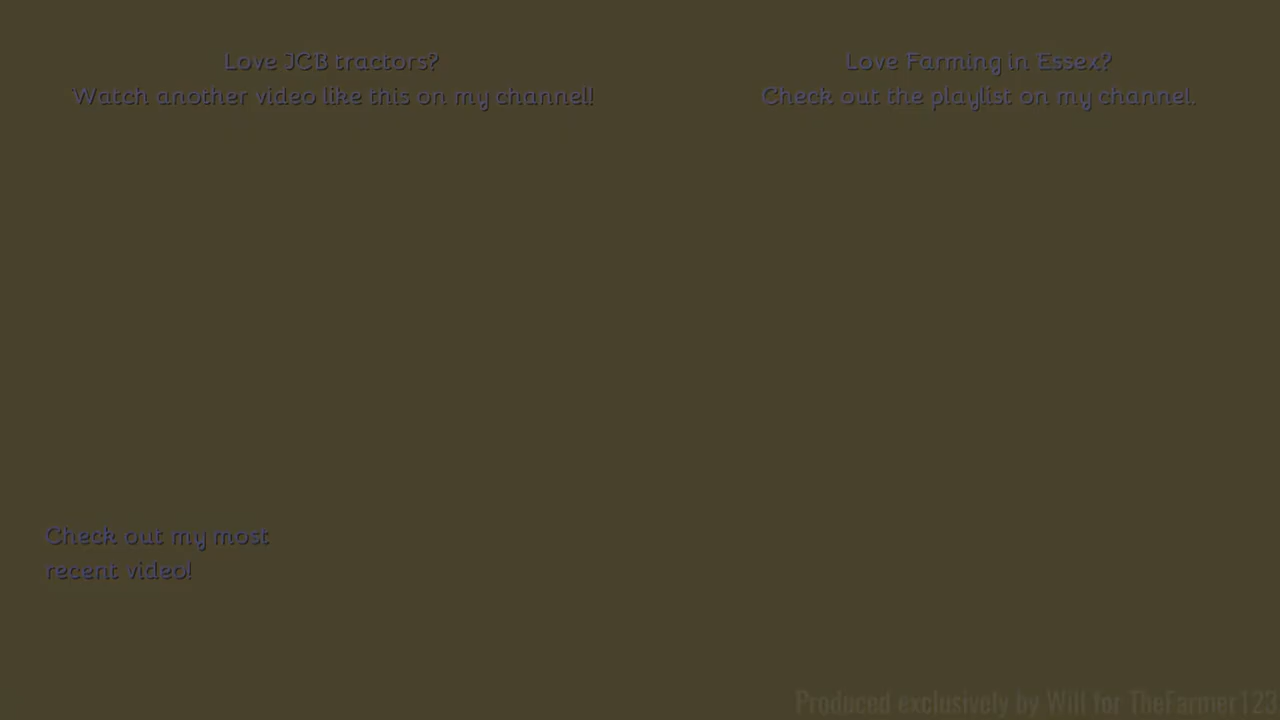 Love JCB tractors?
Watch another video like this on my channel!
Love Farming in Essex?
Check out the playlist on my channel.
Check out my most
recent video!
Produced exclusively by Will for TheFarmer123